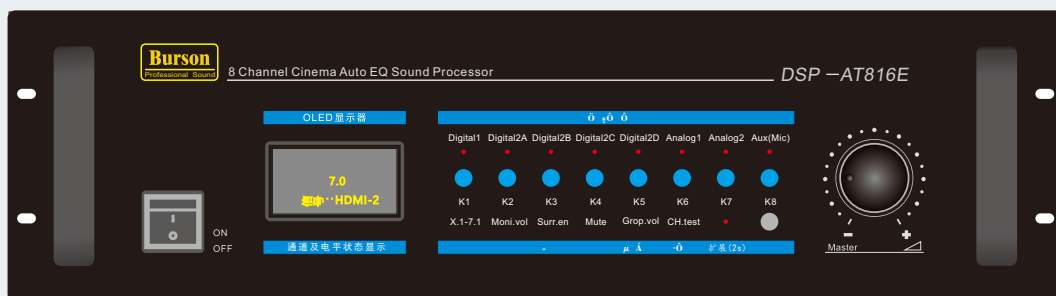 Burson
Professional Sound
8 Channel Cinema Auto EQ Sound Processor
DSP－AT816E
OLED显示器
Digital1 Digital2A Digital2B Digital2C Digital2D Analog1 Analog2 Aux(Mic)
7.0
HDMI-2
K1 K2 K3 K4 K5 K6 K7 K8
X.1-7.1 Moni.vol Surr.en Mute Grop.vol CH.test
ON
OFF
通道及电平状态显示
扩展(2s)
− +
Master